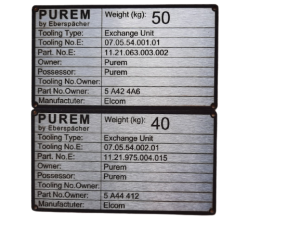 PUREM Weight (kg): 50
by Eberspächer
Tooling Type: Exchange Unit
Tooling No.E: 07.05.54.001.01
Part. No.E: 11.21.063.003.002
Owner: Purem
Possessor: Purem
Tooling No.Owner:
Part No.Owner: 5 A42 4A6
Manufactuter: Elcom
PUREM Weight (kg): 40
by Eberspächer
Tooling Type: Exchange Unit
Tooling No.E: 07.05.54.002.01
Part. No.E: 11.21.975.004.015
Owner: Purem
Possessor: Purem
Tooling No.Owner:
Part No.Owner: 5 A44 412
Manufactuter: Elcom